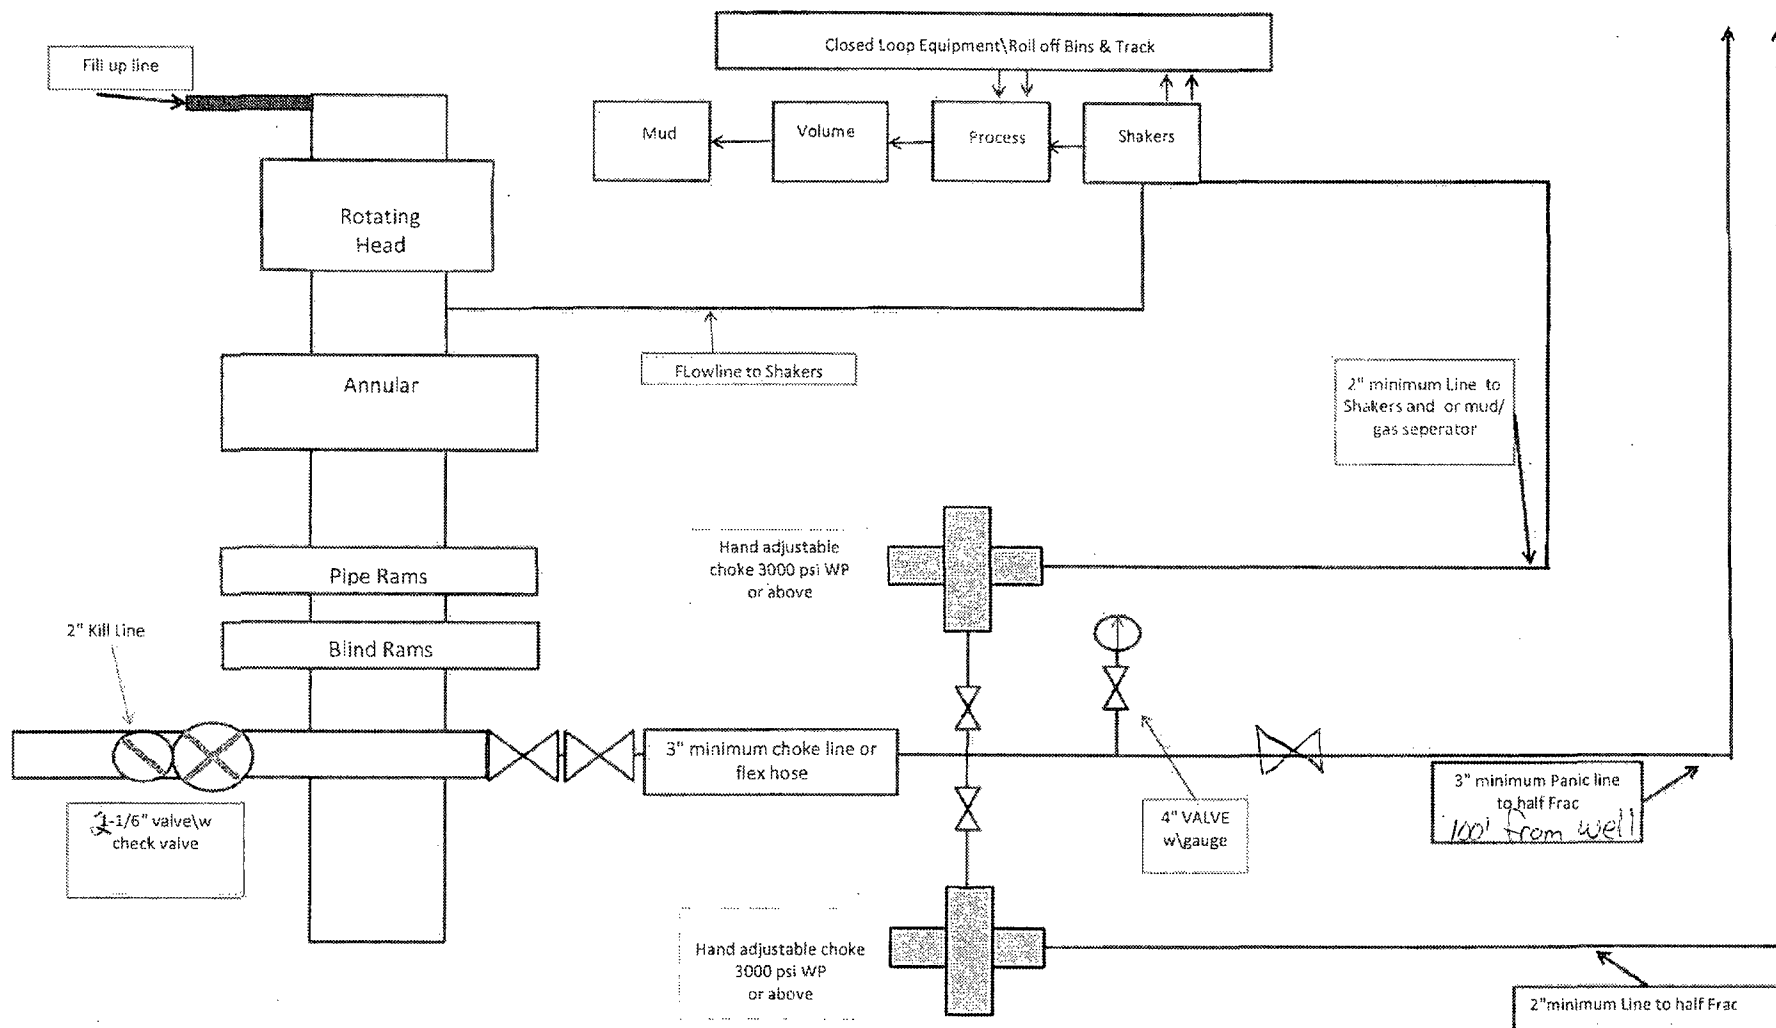 Closed Loop Equipment\Roll off Bins & Track
Fill up line
Mud
Volume
Process
Shakers
Rotating
Head
FLowline to Shakers
Annular
2" minimum Line to
Shakers and or mud/
gas seperator
Hand adjustable
choke 3000 psi WP
or above
Pipe Rams
2" Kill Line
Blind Rams
3" minimum choke line or
flex hose
3" minimum Panic line
to half Frac
100' from well
4" VALVE
w\gauge
2-1/6" valve\w
check valve
Hand adjustable choke
3000 psi WP
or above
2"minimum Line to half Frac